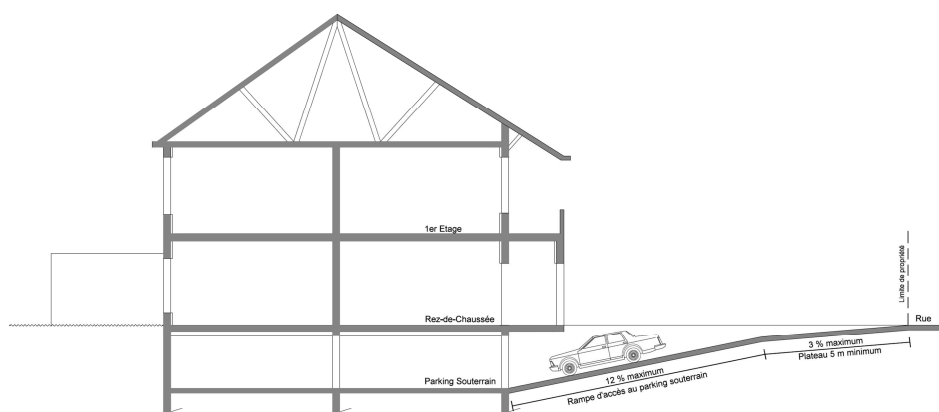 1er Etage
Limite de propriété
Rez-de-Chaussée
Rue
3 % maximum
Plateau 5 m minimum
Parking Souterrain
12 % maximum
Rampe d'accès au parking souterrain